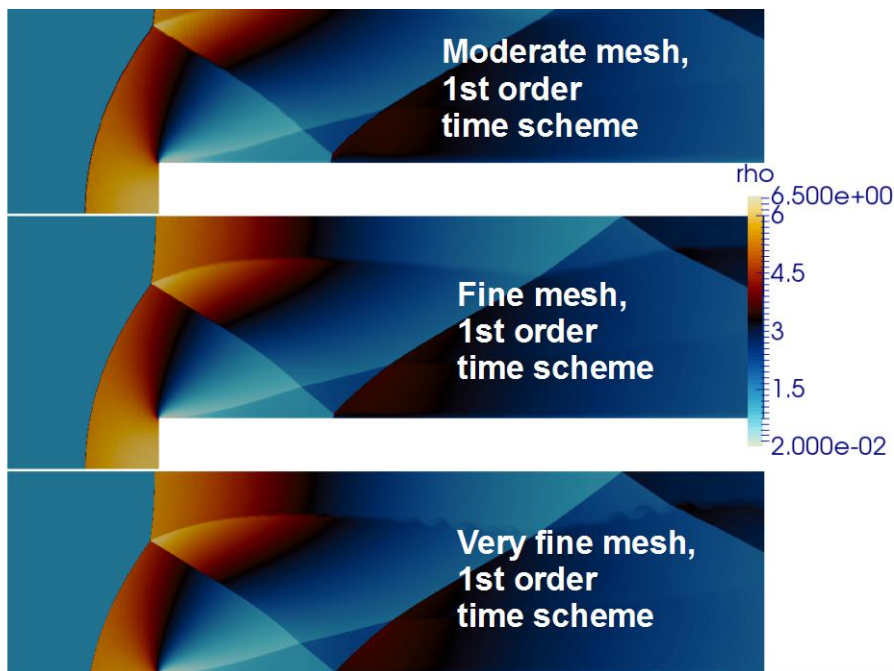 Moderate mesh,
1st order
time scheme
rho
6.500e+00
6
4.5
3
1.5
2.000e-02
Fine mesh,
1st order
time scheme
Very fine mesh,
1st order
time scheme